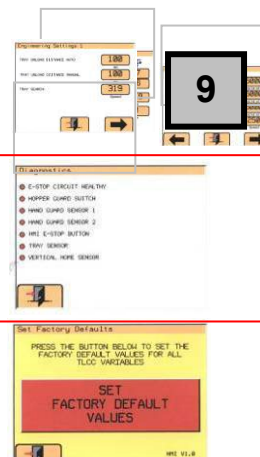 Engineering Settings 1
TRAY UNLOAD DISTANCE AUTO 100
TRAY UNLOAD DISTANCE MANUAL 100
TRAY SEARCH 319
Speed
9
Diagnostics
E-STOP CIRCUIT HEALTHY
HOPPER GUARD SWITCH
HAND GUARD SENSOR 1
HAND GUARD SENSOR 2
HMI E-STOP BUTTON
TRAY SENSOR
VERTICAL HOME SENSOR
Set Factory Defaults
PRESS THE BUTTON BELOW TO SET THE
FACTORY DEFAULT VALUES FOR ALL
TLCC VARIABLES
SET
FACTORY DEFAULT
VALUES
HMI V1.0